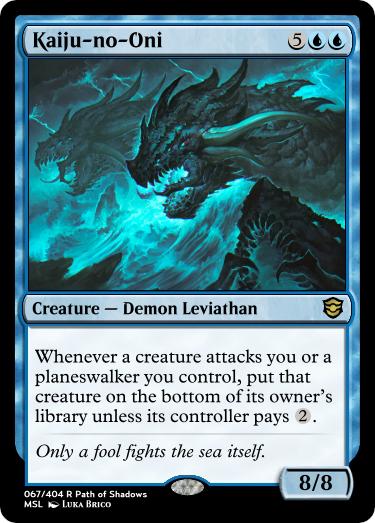 Kaiju-no-Oni 5
Creature — Demon Leviathan
Whenever a creature attacks you or a
planeswalker you control, put that
creature on the bottom of its owner's
library unless its controller pays 2.
Only a fool fights the sea itself.
8/8
067/404 R Path of Shadows
MSL Luka Brico